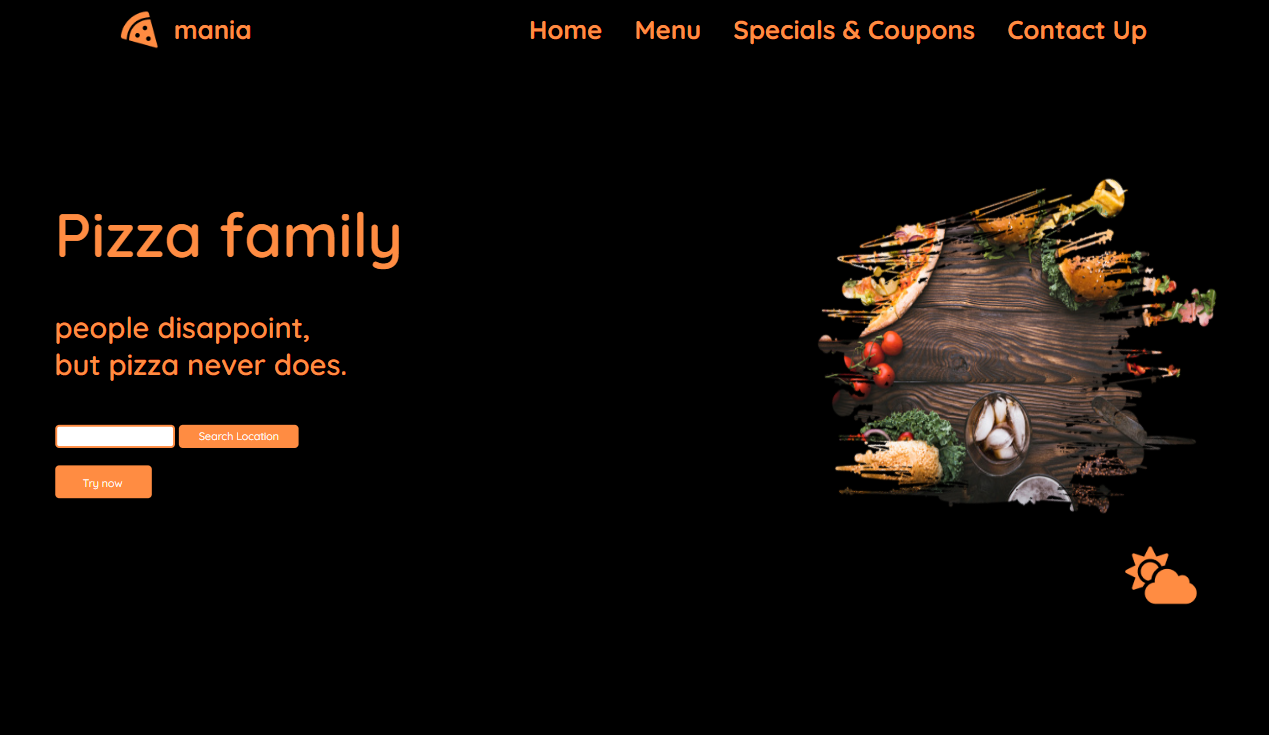 mania
Home Menu Specials & Coupons Contact Up
Pizza family
people disappoint,
but pizza never does.
Search Location
Try now